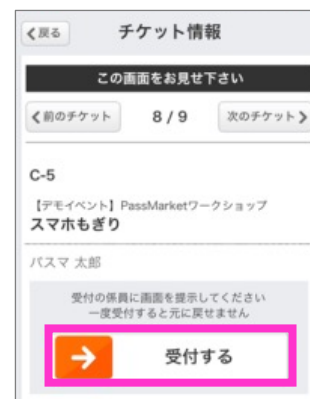 戻る
チケット情報
この画面をお見せ下さい
前のチケット
8 / 9
次のチケット
C-5
【デモイベント】PassMarketワークショップ
スマホもぎり
パスマ 太郎
受付の係員に画面を提示してください
一度受付すると元に戻せません
受付する